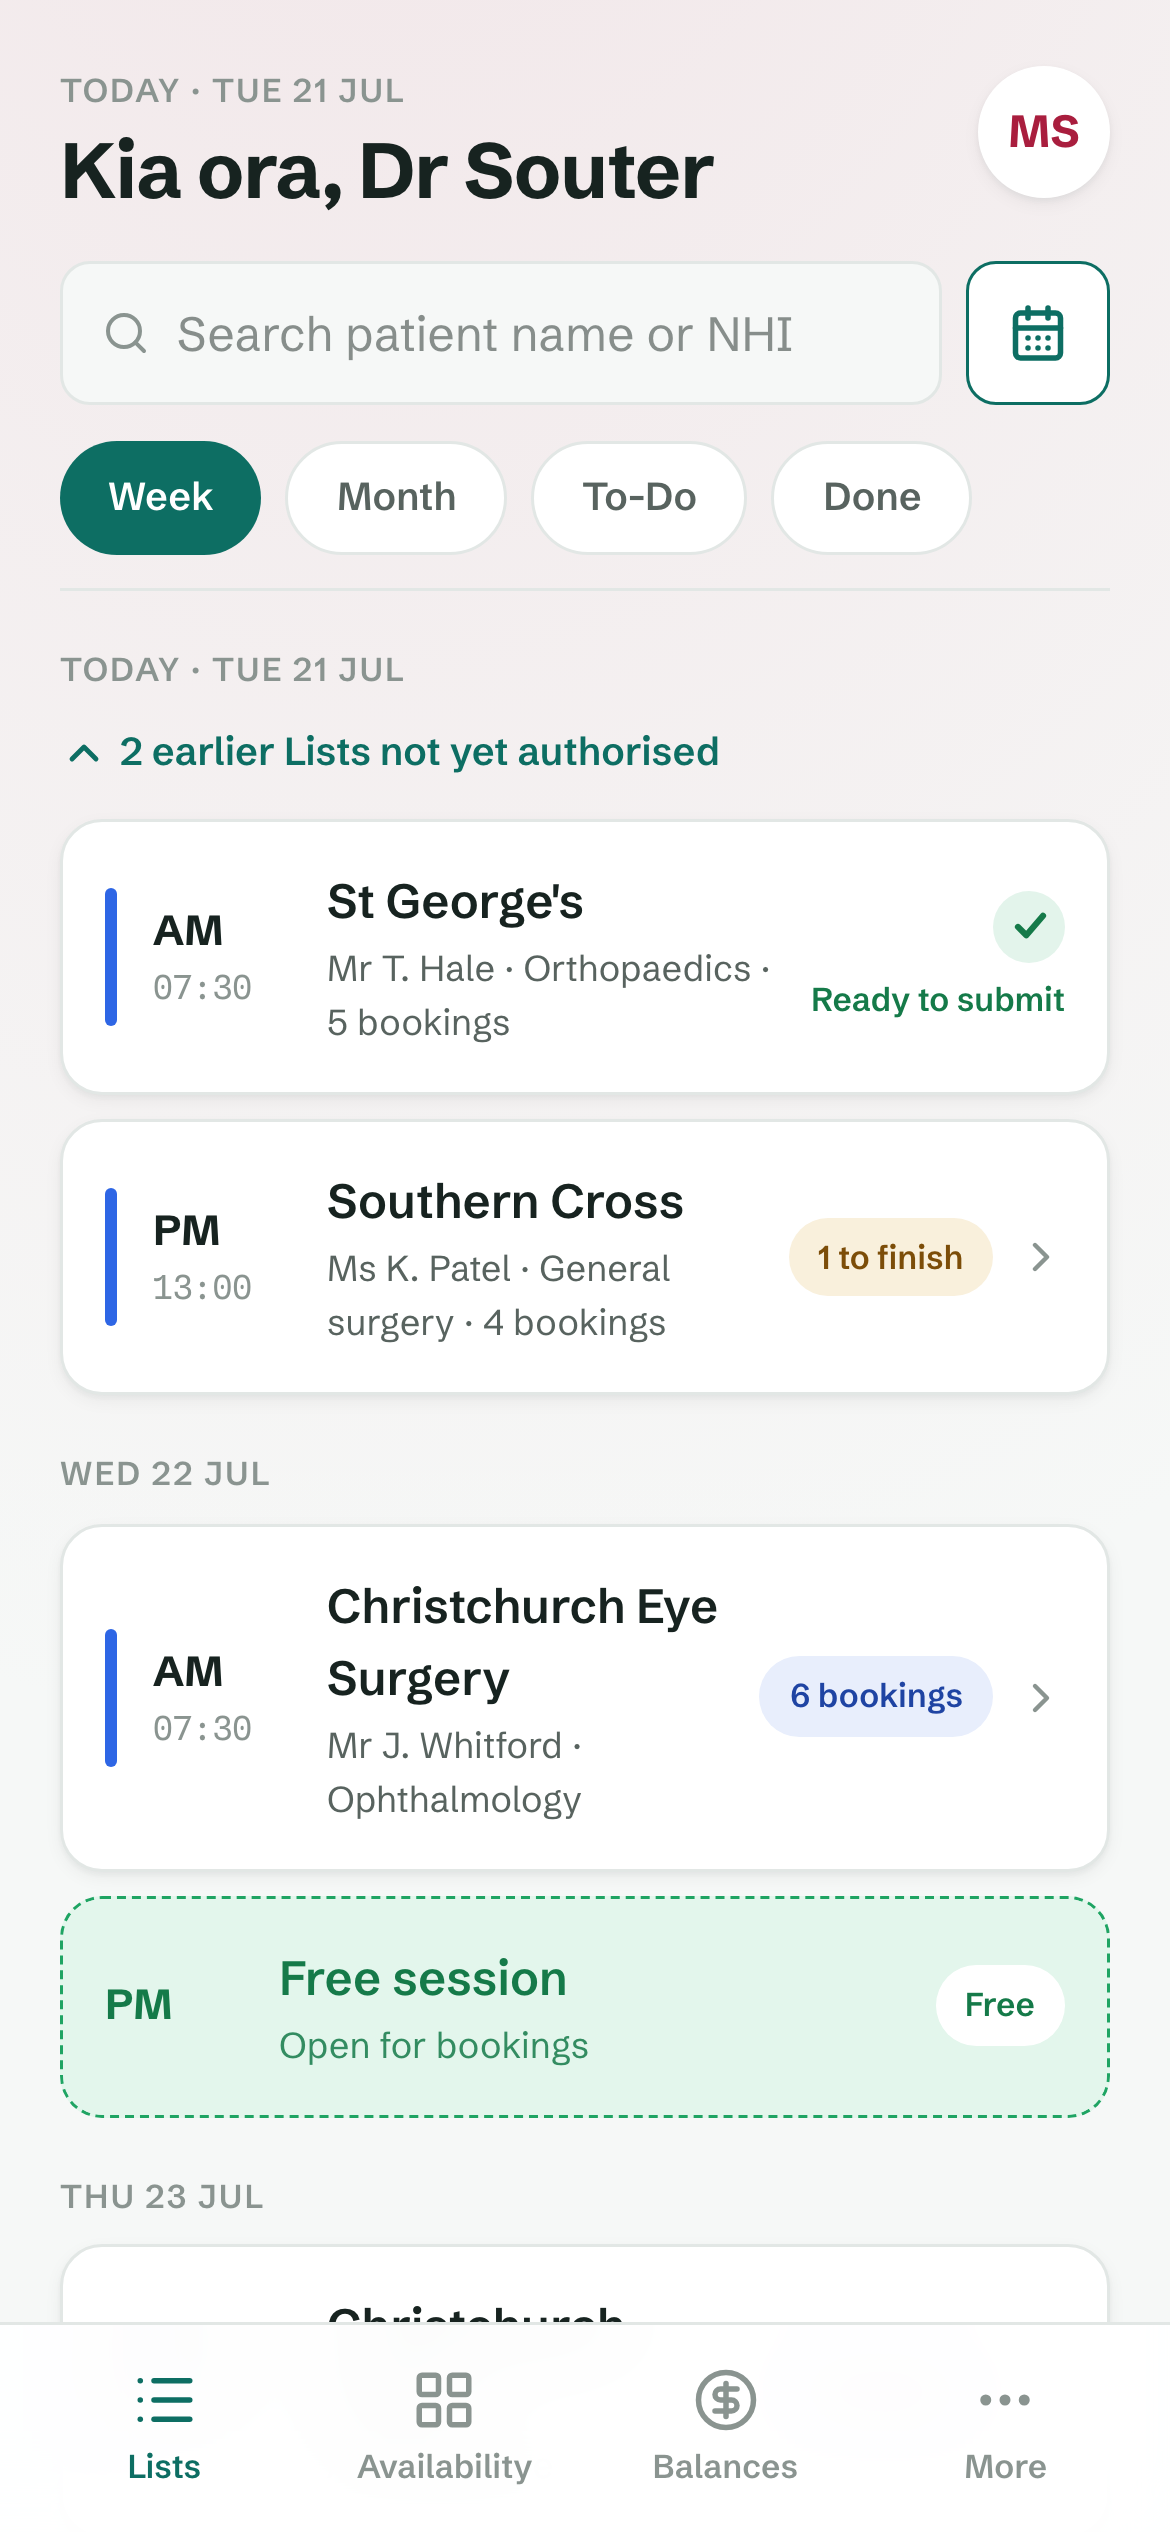 TODAY · TUE 21 JUL
Kia ora, Dr Souter
MS
Search patient name or NHI
Week
Month
To-Do
Done
TODAY · TUE 21 JUL
2 earlier Lists not yet authorised
AM
07:30
St George's
Mr T. Hale · Orthopaedics ·
5 bookings
Ready to submit
PM
13:00
Southern Cross
Ms K. Patel · General
surgery · 4 bookings
1 to finish
WED 22 JUL
AM
07:30
Christchurch Eye
Surgery
Mr J. Whitford ·
Ophthalmology
6 bookings
PM
Free session
Open for bookings
Free
THU 23 JUL
Christchurch
Lists
Availability
Balances
More